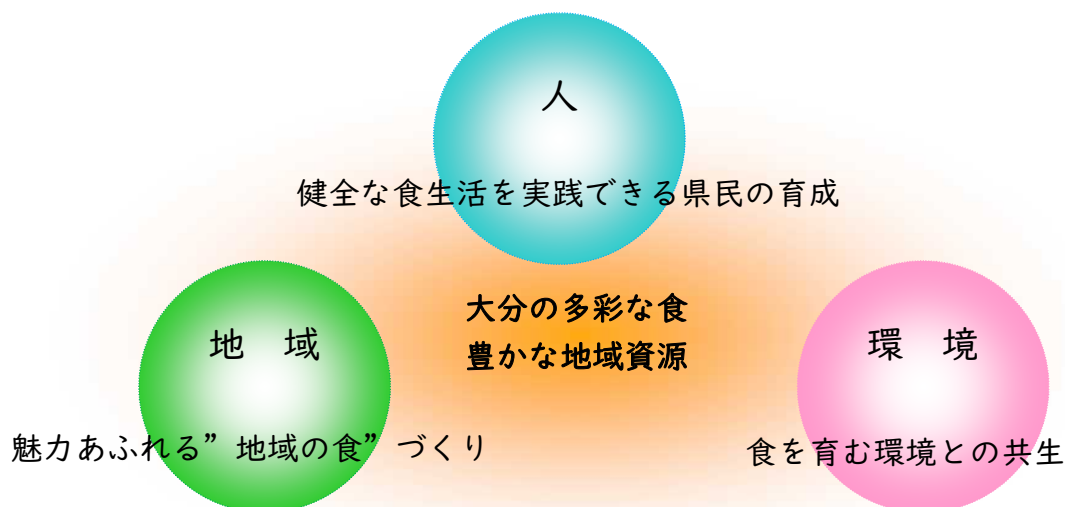 人
健全な食生活を実践できる県民の育成
大分の多彩な食
豊かな地域資源
地　域
魅力あふれる”地域の食”づくり
環　境
食を育む環境との共生